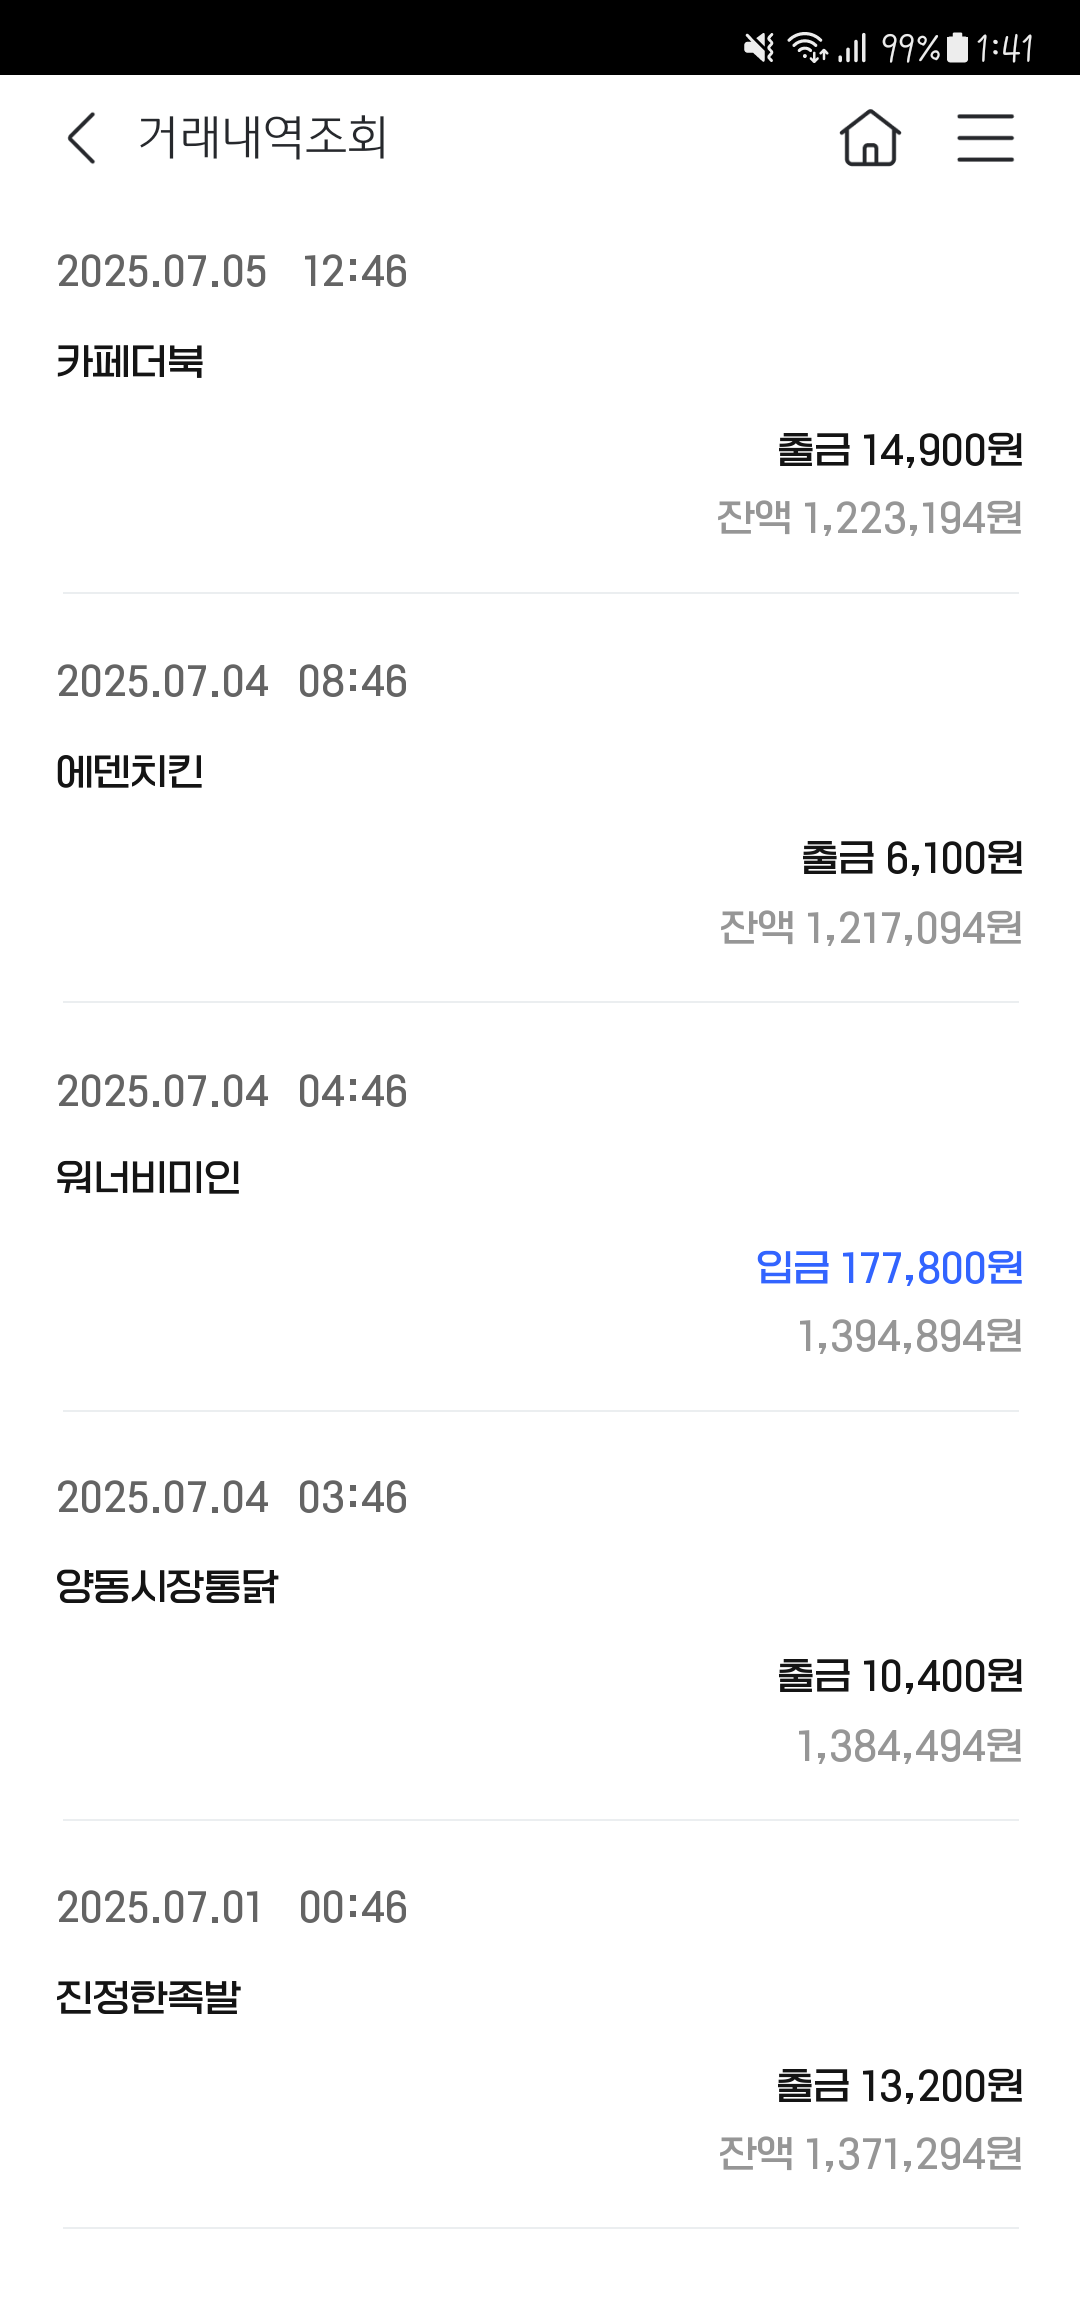 99% 1:41
거래내역조회
2025.07.05 12:46
카페더북
출금 14,900원
잔액 1,223,194원
2025.07.04 08:46
에덴치킨
출금 6,100원
잔액 1,217,094원
2025.07.04 04:46
워너비미인
입금 177,800원
1,394,894원
2025.07.04 03:46
양동시장통닭
출금 10,400원
1,384,494원
2025.07.01 00:46
진정한족발
출금 13,200원
잔액 1,371,294원